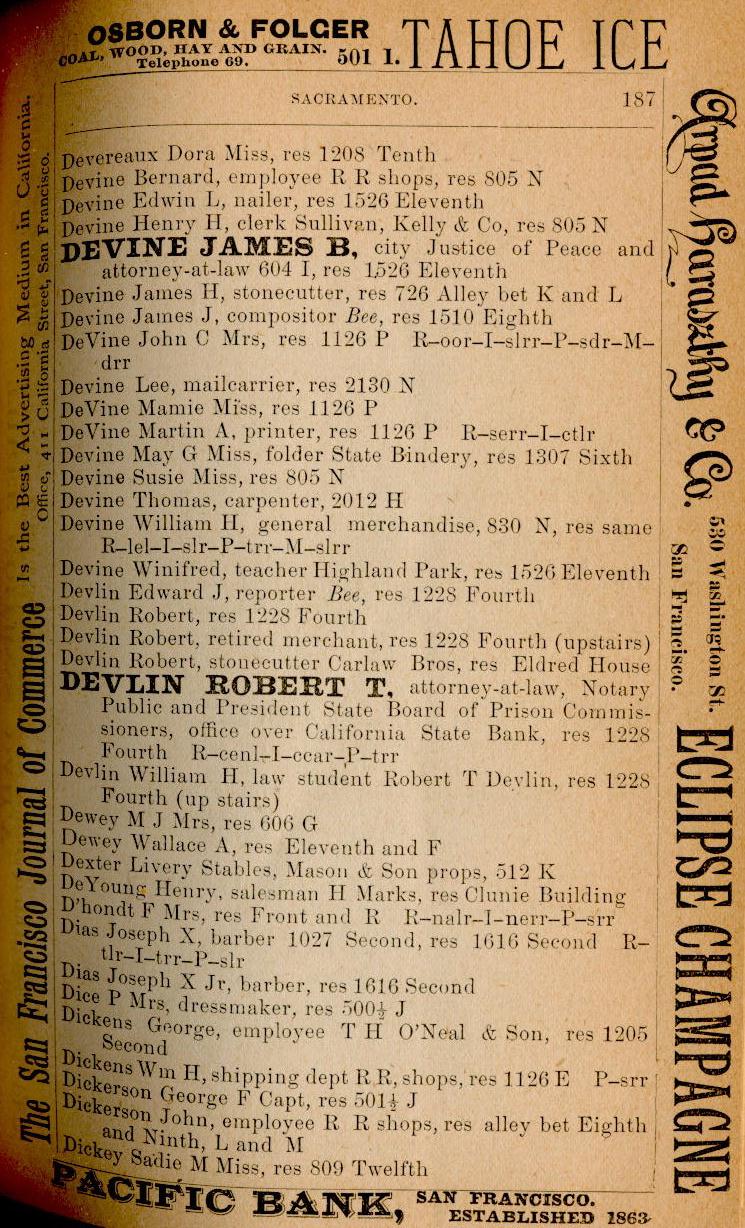 OSBORN & FOLGER
COAL, WOOD, HAY AND GRAIN.
Telephone 69.
501 I.
TAHOE ICE
SACRAMENTO.
187
Devereaux Dora Miss, res 1208 Tenth
Devine Bernard, employee R R shops, res 805 N
Devine Edwin L, nailer, res 1526 Eleventh
Devine Henry H, clerk Sullivan, Kelly & Co, res 805 N
DEVINE JAMES B, city Justice of Peace and
attorney-at-law 604 I, res 1526 Eleventh
Devine James H, stonecutter, res 726 Alley bet K and L
Devine James J, compositor Bee, res 1510 Eighth
DeVine John C Mrs, res 1126 P R–oor–I–slrr–P–sdr–M–
drr
Devine Lee, mailcarrier, res 2130 N
DeVine Mamie Miss, res 1126 P
DeVine Martin A, printer, res 1126 P R–serr–I–ctlr
Devine May G Miss, folder State Bindery, res 1307 Sixth
Devine Susie Miss, res 805 N
Devine Thomas, carpenter, 2012 H
Devine William H, general merchandise, 830 N, res same
R–lel–I–slr–P–trr–M–slrr
Devine Winifred, teacher Highland Park, res 1526 Eleventh
Devlin Edward J, reporter Bee, res 1228 Fourth
Devlin Robert, res 1228 Fourth
Devlin Robert, retired merchant, res 1228 Fourth (upstairs)
Devlin Robert, stonecutter Carlaw Bros, res Eldred House
DEVLIN ROBERT T, attorney-at-law, Notary
Public and President State Board of Prison Commis-
sioners, office over California State Bank, res 1228
Fourth R–cenl–I–ccar–P–trr
Devlin William H, law student Robert T Devlin, res 1228
Fourth (up stairs)
Dewey M J Mrs, res 606 G
Dewey Wallace A, res Eleventh and F
Dexter Livery Stables, Mason & Son props, 512 K
DeYoung Henry, salesman H Marks, res Clunie Building
D'hondt F Mrs, res Front and R R–nalr–I–nerr–P–srr
Dias Joseph X, barber 1027 Second, res 1616 Second R–
tlr–I–trr–P–slr
Dias Joseph X Jr, barber, res 1616 Second
Dice P Mrs, dressmaker, res 500½ J
Dickens George, employee T H O'Neal & Son, res 1205
Second
Dickens Wm H, shipping dept R R, shops, res 1126 E P–srr
Dickerson George F Capt, res 501½ J
Dickerson John, employee R R shops, res alley bet Eighth
and Ninth, L and M
Dickey Sadie M Miss, res 809 Twelfth
PACIFIC BANK, SAN FRANCISCO.
ESTABLISHED 1863
The San Francisco Journal of Commerce Is the Best Advertising Medium in California.
Office, 411 California Street, San Francisco.
Arpad Haraszthy & Co. 530 Washington St.
San Francisco.
ECLIPSE CHAMPAGNE